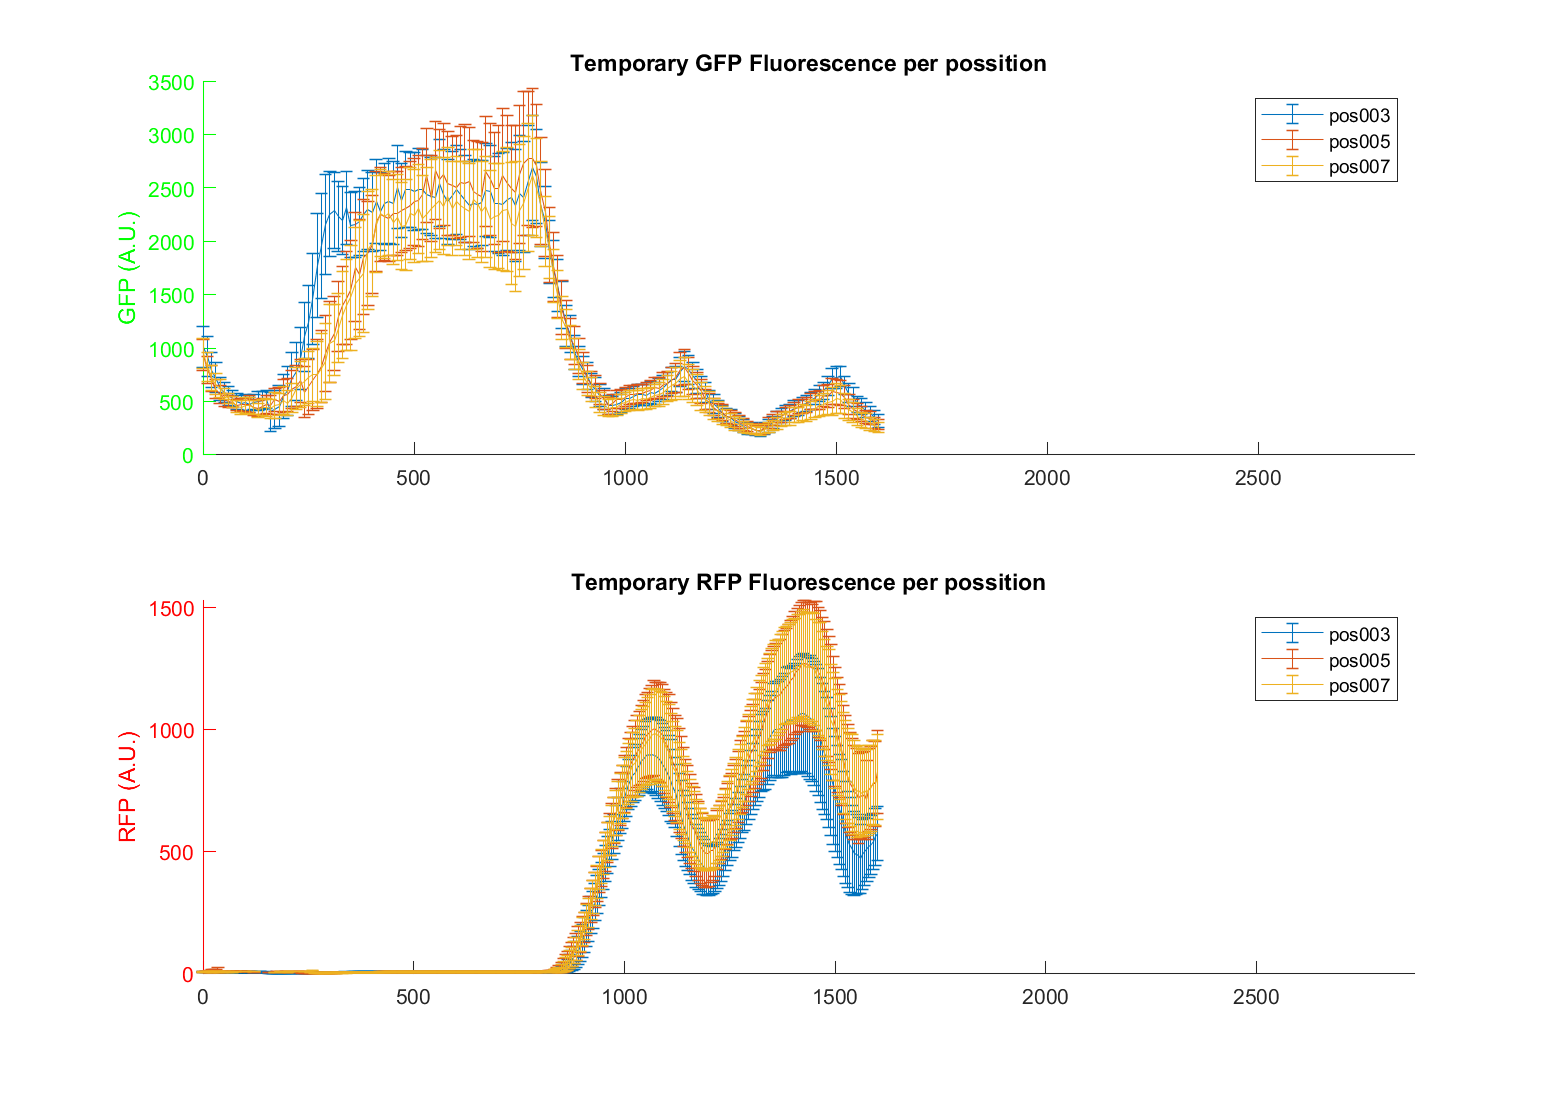 Temporary GFP Fluorescence per possition
3500
3000
2500
2000
1500
1000
500
0
GFP (A.U.)
0 500 1000 1500 2000 2500
pos003
pos005
pos007
Temporary RFP Fluorescence per possition
1500
1000
500
0
RFP (A.U.)
0 500 1000 1500 2000 2500
pos003
pos005
pos007